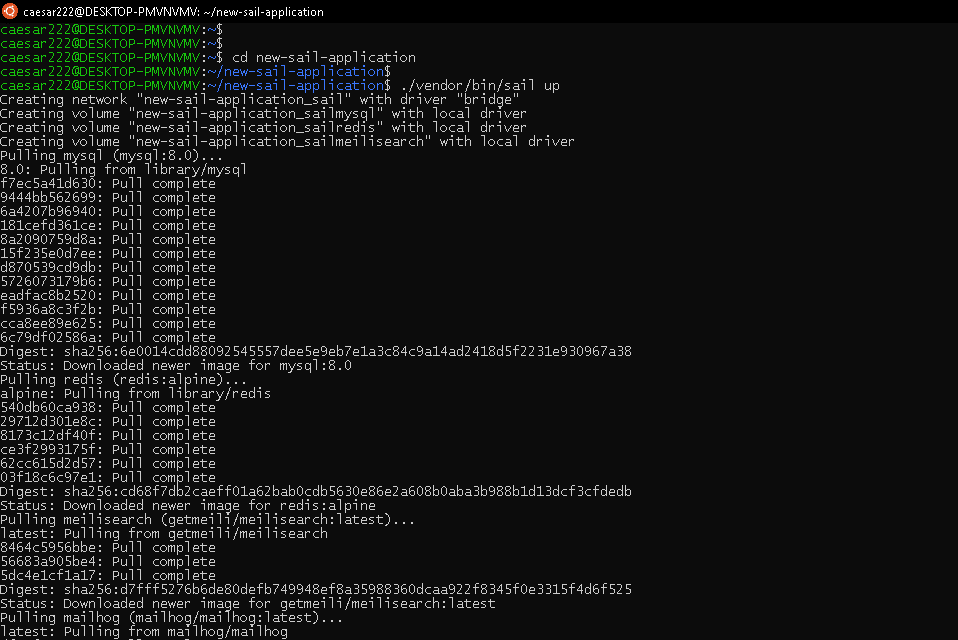 caesar222@DESKTOP-PMVNVMV: ~/new-sail-application
caesar222@DESKTOP-PMVNVMV:~$
caesar222@DESKTOP-PMVNVMV:~$
caesar222@DESKTOP-PMVNVMV:~$ cd new-sail-application
caesar222@DESKTOP-PMVNVMV:~/new-sail-application$
caesar222@DESKTOP-PMVNVMV:~/new-sail-application$ ./vendor/bin/sail up
Creating network "new-sail-application_sail" with driver "bridge"
Creating volume "new-sail-application_sailmysql" with local driver
Creating volume "new-sail-application_sailredis" with local driver
Creating volume "new-sail-application_sailmeilisearch" with local driver
Pulling mysql (mysql:8.0)...
8.0: Pulling from library/mysql
f7ec5a41d630: Pull complete
9444bb562699: Pull complete
6a4207b96940: Pull complete
181cefd361ce: Pull complete
8a2090759d8a: Pull complete
15f235e0d7ee: Pull complete
d870539cd9db: Pull complete
5726073179b6: Pull complete
eadfac8b2520: Pull complete
f5936a8c3f2b: Pull complete
cca8ee89e625: Pull complete
6c79df02586a: Pull complete
Digest: sha256:6e0014cdd88092545557dee5e9eb7e1a3c84c9a14ad2418d5f2231e930967a38
Status: Downloaded newer image for mysql:8.0
Pulling redis (redis:alpine)...
alpine: Pulling from library/redis
540db60ca938: Pull complete
29712d301e8c: Pull complete
8173c12df40f: Pull complete
ce3f2993175f: Pull complete
62cc615d2d57: Pull complete
03f18c6c97e1: Pull complete
Digest: sha256:cd68f7db2caeff01a62bab0cdb5630e86e2a608b0aba3b988b1d13dcf3cfdedb
Status: Downloaded newer image for redis:alpine
Pulling meilisearch (getmeili/meilisearch:latest)...
latest: Pulling from getmeili/meilisearch
8464c5956bbe: Pull complete
56683a905be4: Pull complete
5dc4e1cf1a17: Pull complete
Digest: sha256:d7fff5276b6de80defb749948ef8a35988360dcaa922f8345f0e3315f4d6f525
Status: Downloaded newer image for getmeili/meilisearch:latest
Pulling mailhog (mailhog/mailhog:latest)...
latest: Pulling from mailhog/mailhog